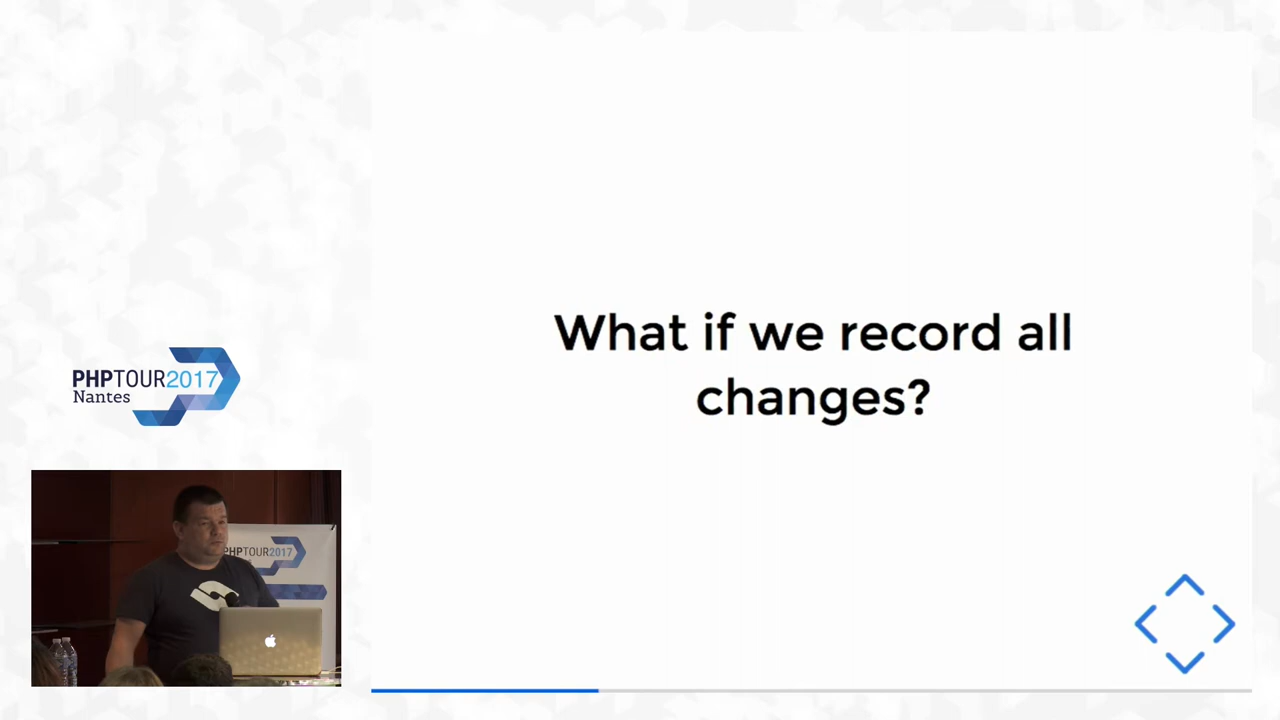 What if we record all
changes?
PHPTOUR2017
Nantes
PHPTOUR2017